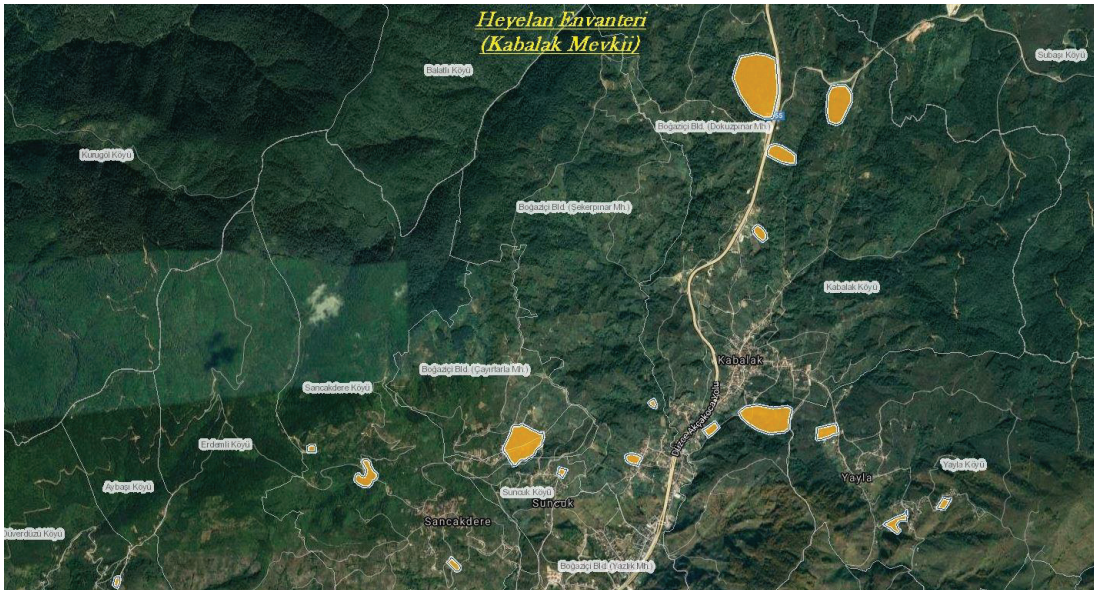 Heyelan Envanteri
(Kabalak Mevkii)
Subaşı Köyü
Balatlı Köyü
Boğaziçi Bld. (Dokuzpınar Mh.)
Kurugöl Köyü
Boğaziçi Bld. (Şekerpınar Mh.)
Kabalak Köyü
Kabalak
Boğaziçi Bld. (Çayırtarla Mh.)
Sancakdere Köyü
Erdemli Köyü
Yayla Köyü
Yayla
Aybaşı Köyü
Suncuk Köyü
Suncuk
Sancakdere
Düverdüzü Köyü
Boğaziçi Bld. (Yazlık Mh.)